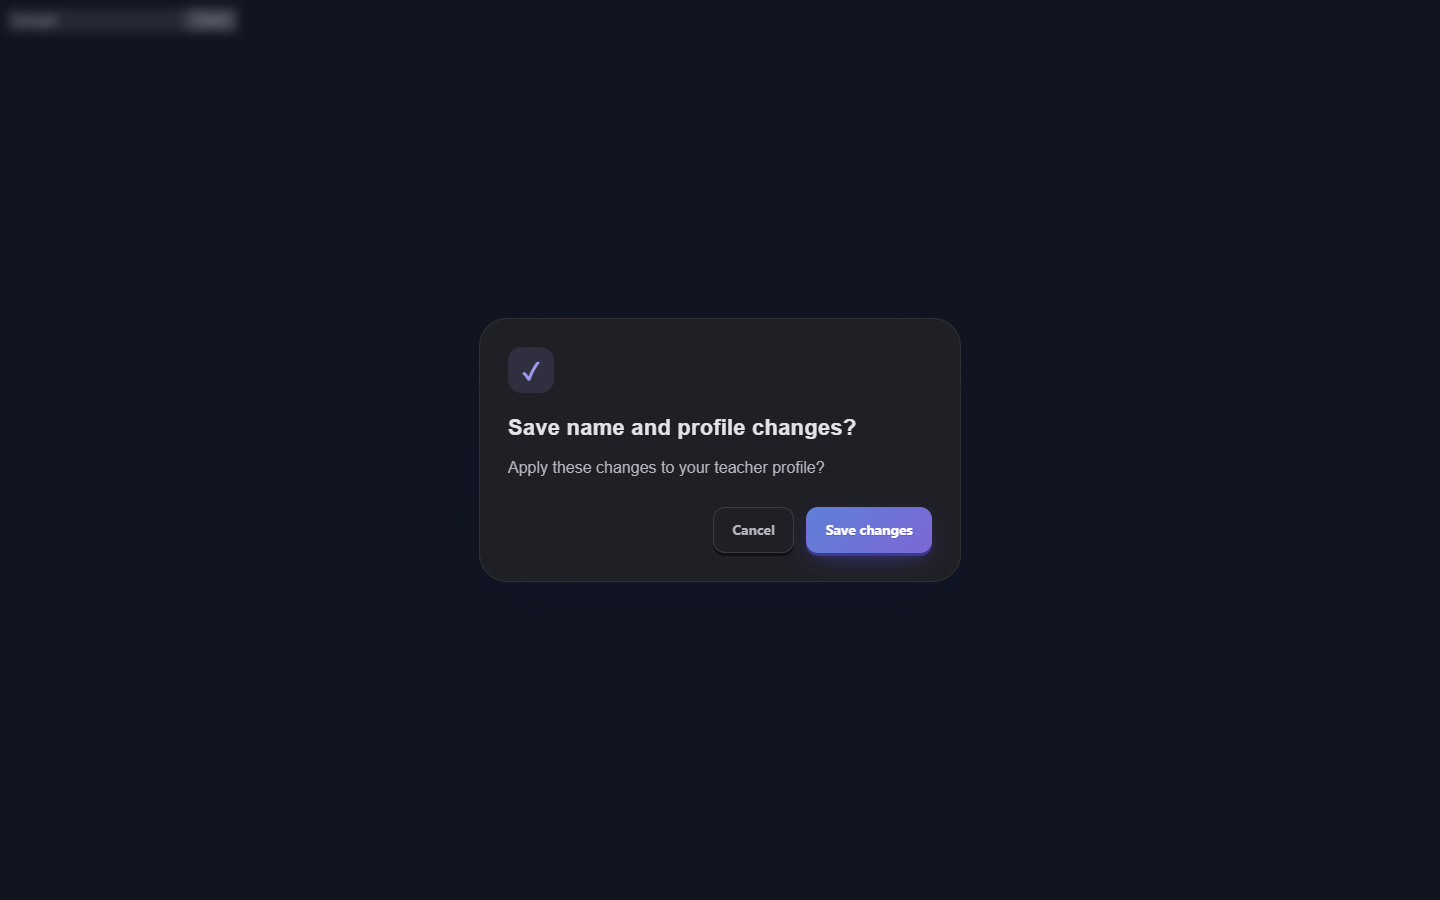 Save name and profile changes?
Apply these changes to your teacher profile?
Cancel
Save changes